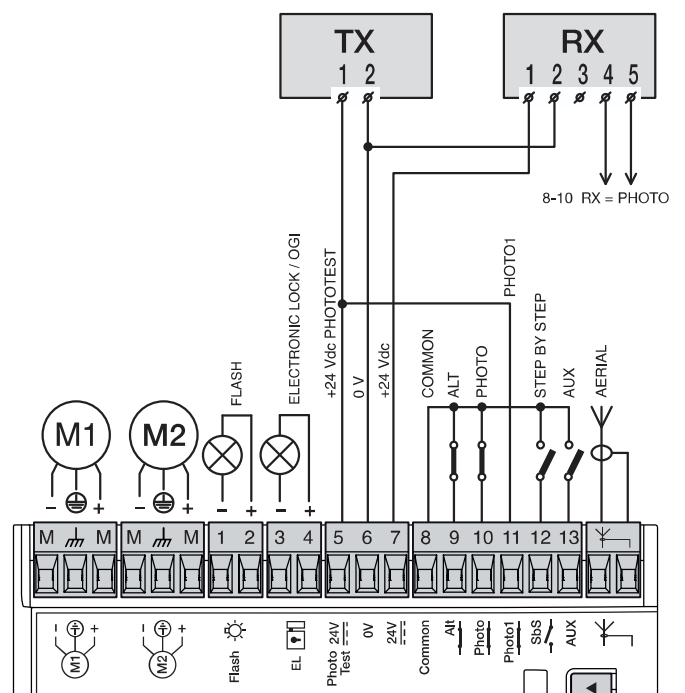 TX
1 2
RX
1 2 3 4 5
8-10 RX = PHOTO
FLASH
ELECTRONIC LOCK / OGI
+24 Vdc PHOTOTEST
0 V
+24 Vdc
COMMON
ALT
PHOTO
PHOTO1
STEP BY STEP
AUX
AERIAL
M1
M2
- +
- +
- +
- +
M M M M 1 2 3 4 5 6 7 8 9 10 11 12 13
- +
M1
- +
M2
Flash
EL
Photo 24V
Test
0V
24V
Common
Alt
Photo
Photo1
SbS
AUX